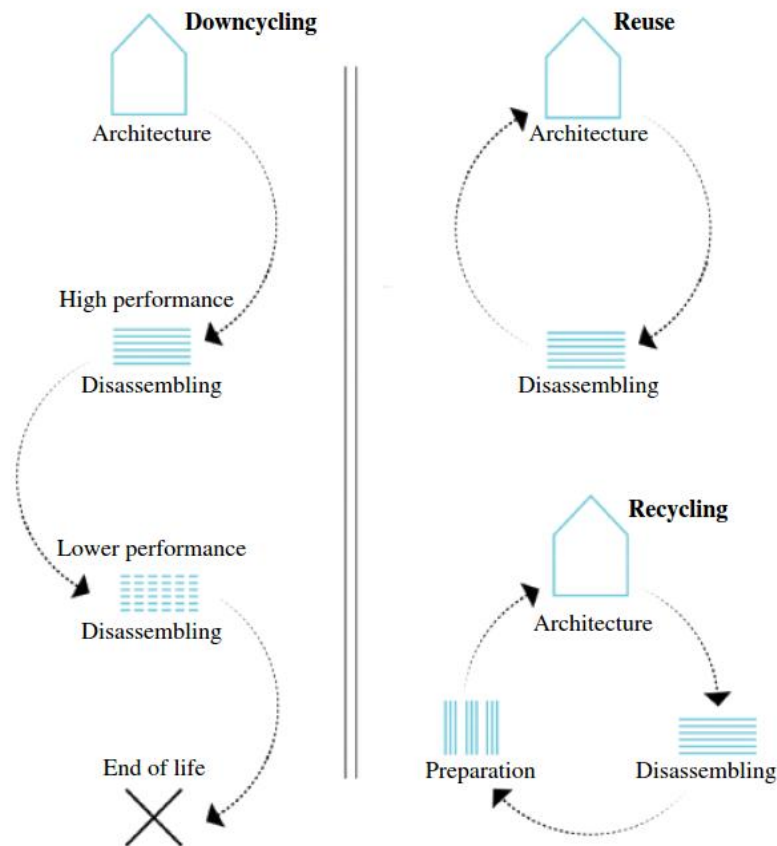 Downcycling
Architecture
High performance
Disassembling
Lower performance
Disassembling
End of life
Reuse
Architecture
Disassembling
Recycling
Architecture
Preparation
Disassembling